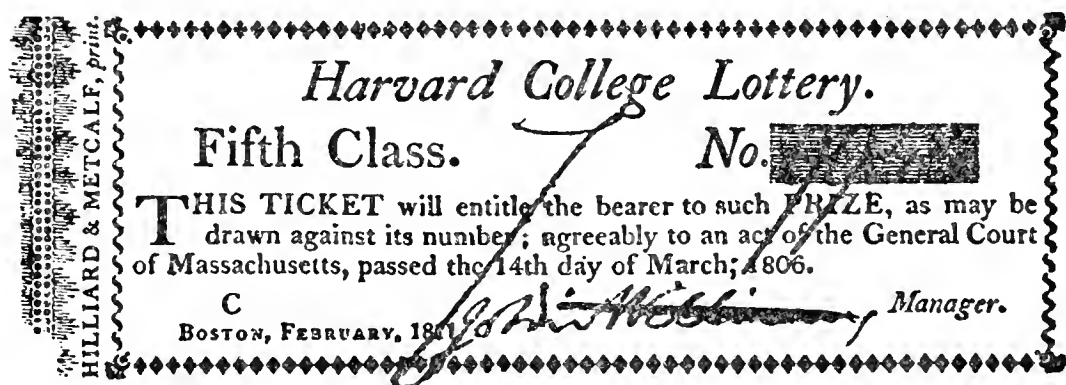 HILLIARD & METCALF, print.
Harvard College Lottery.
Fifth Class. No.
THIS TICKET will entitle the bearer to such PRIZE, as may be
drawn against its number; agreeably to an act of the General Court
of Massachusetts, passed the 14th day of March; 1806.
C Manager.
BOSTON, FEBRUARY,